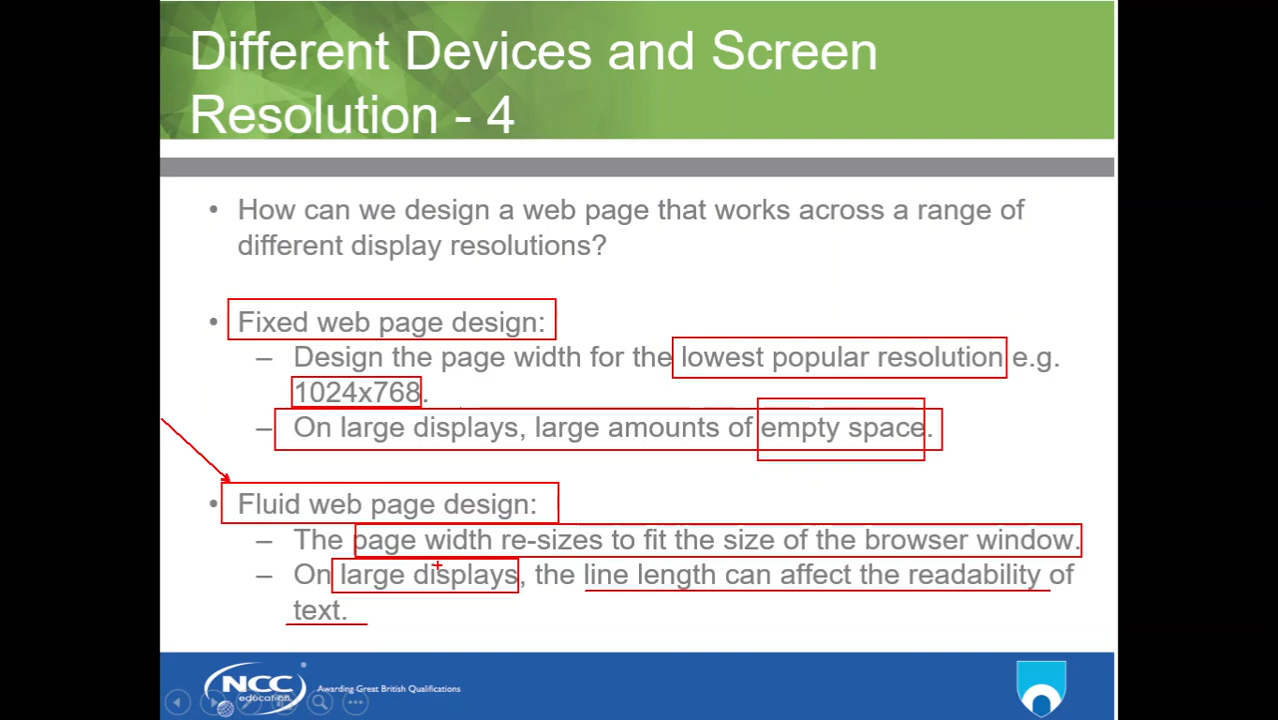 Different Devices and Screen
Resolution - 4
• How can we design a web page that works across a range of
different display resolutions?
• Fixed web page design:
– Design the page width for the lowest popular resolution e.g.
1024x768.
– On large displays, large amounts of empty space.
• Fluid web page design:
– The page width re-sizes to fit the size of the browser window.
– On large displays, the line length can affect the readability of
text.
NCC
education
Awarding Great British Qualifications